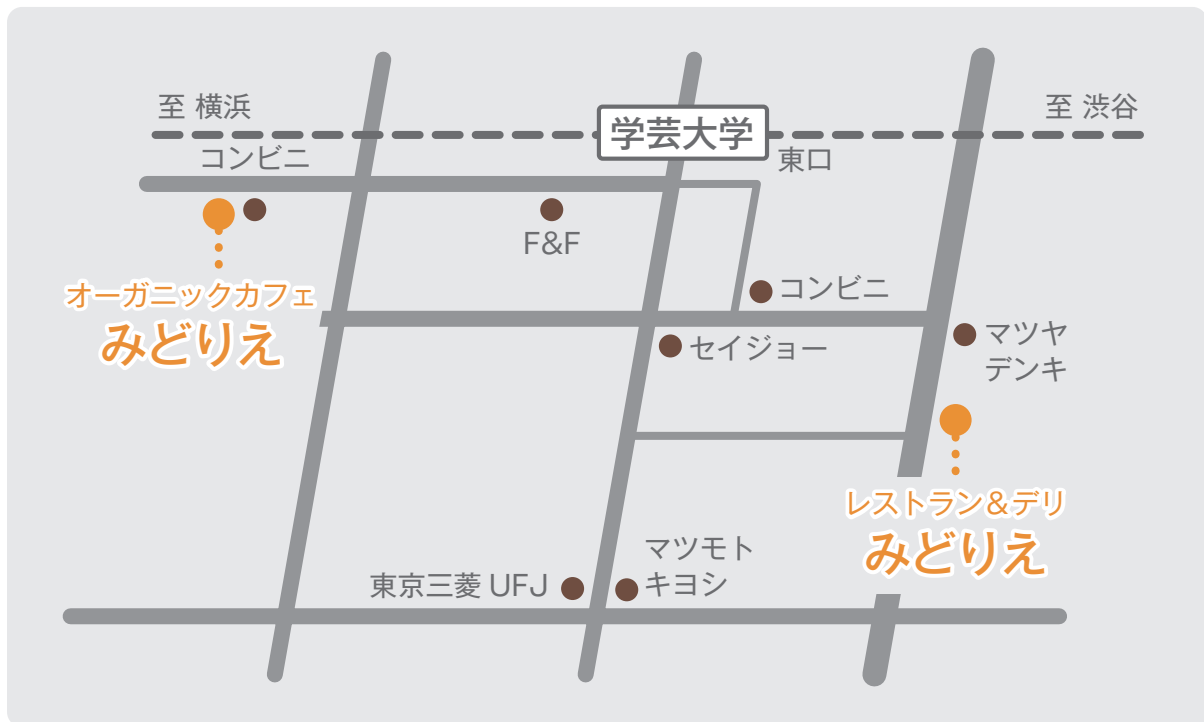 至 横浜
至 渋谷
学芸大学
東口
コンビニ
F&F
オーガニックカフェ
みどりえ
コンビニ
セイジョー
マツヤ
デンキ
レストラン&デリ
みどりえ
マツモト
キヨシ
東京三菱 UFJ